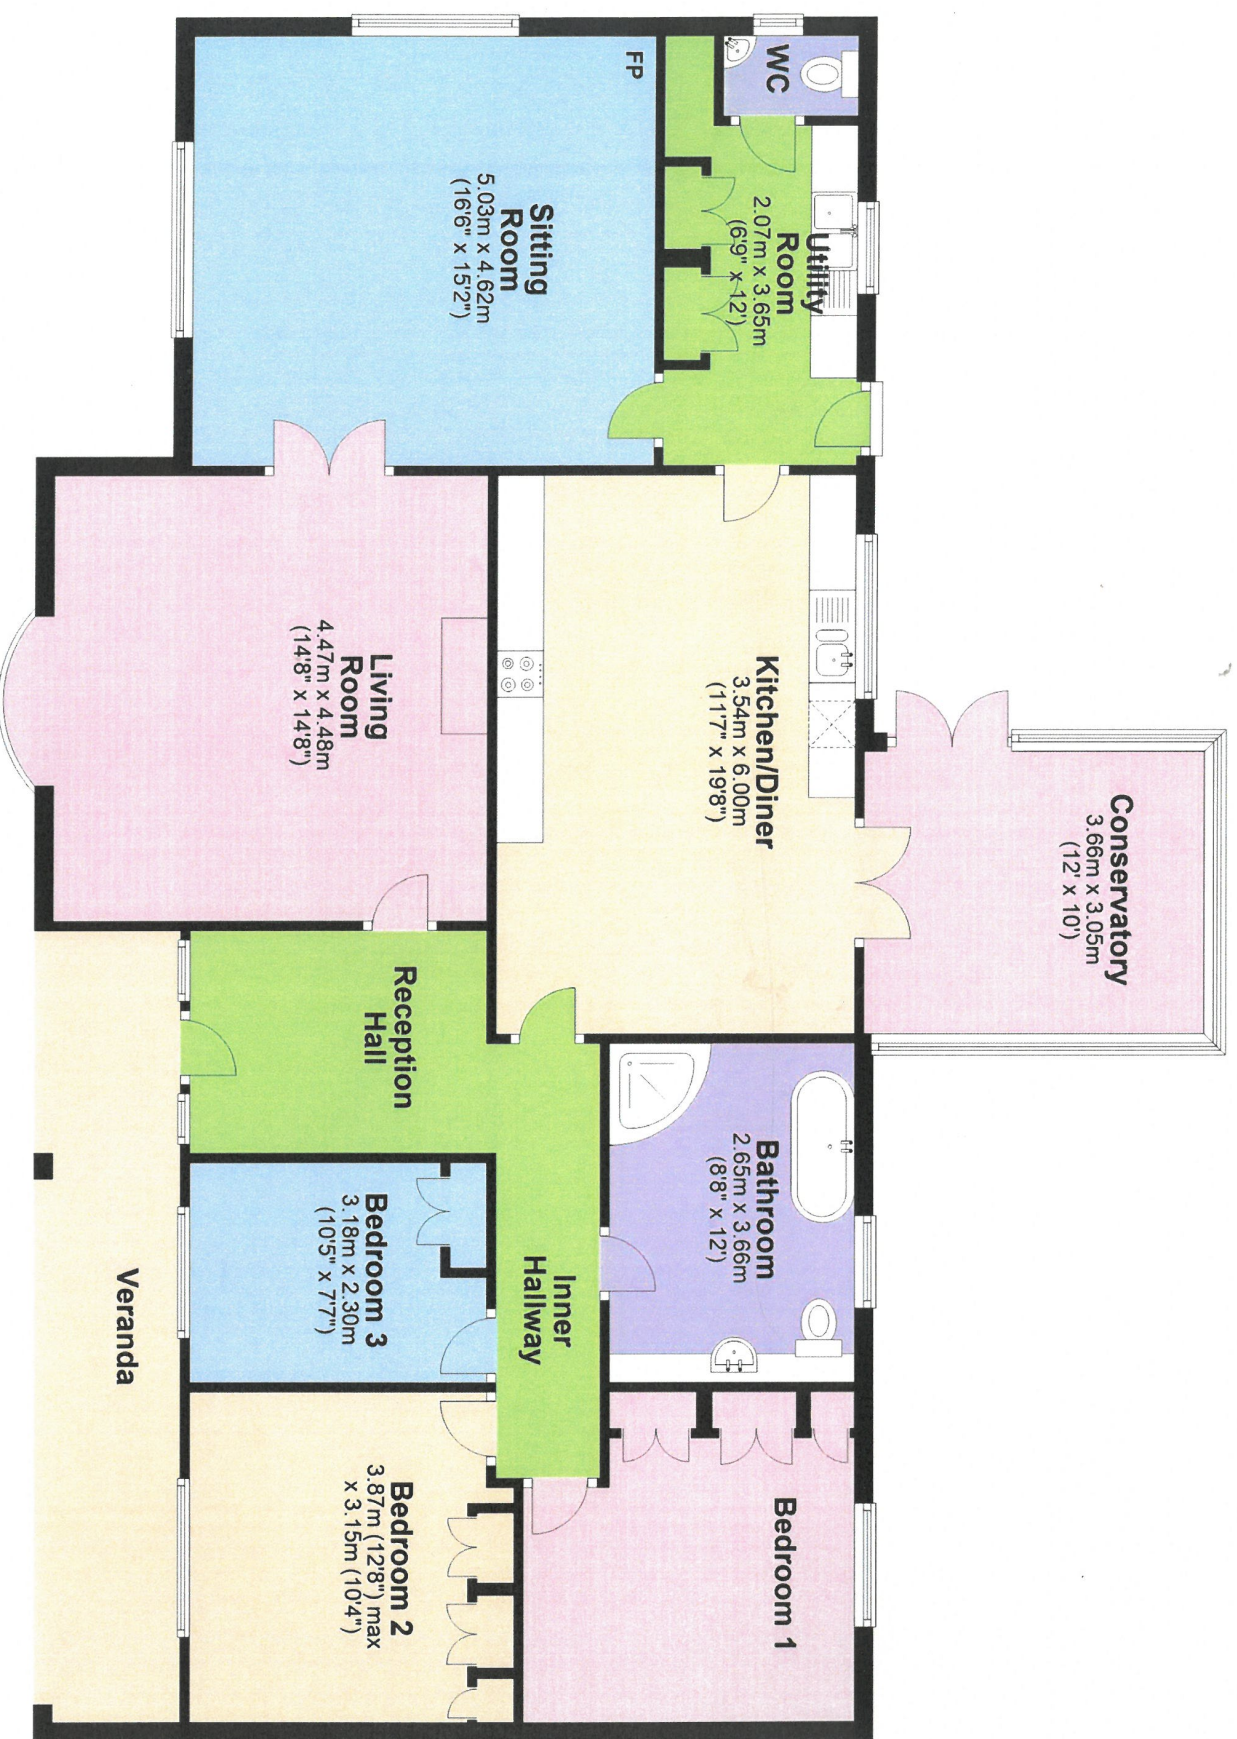 Conservatory
3.66m x 3.05m
(12' x 10')
WC
Utility
Room
2.07m x 3.65m
(6'9" x 12')
Kitchen/Diner
3.54m x 6.00m
(11'7" x 19'8")
Bathroom
2.65m x 3.66m
(8'8" x 12')
Bedroom 1
FP
Sitting
Room
5.03m x 4.62m
(16'6" x 15'2")
Inner
Hallway
Living
Room
4.47m x 4.48m
(14'8" x 14'8")
Reception
Hall
Bedroom 3
3.18m x 2.30m
(10'5" x 7'7")
Bedroom 2
3.87m (12'8") max
x 3.15m (10'4")
Veranda